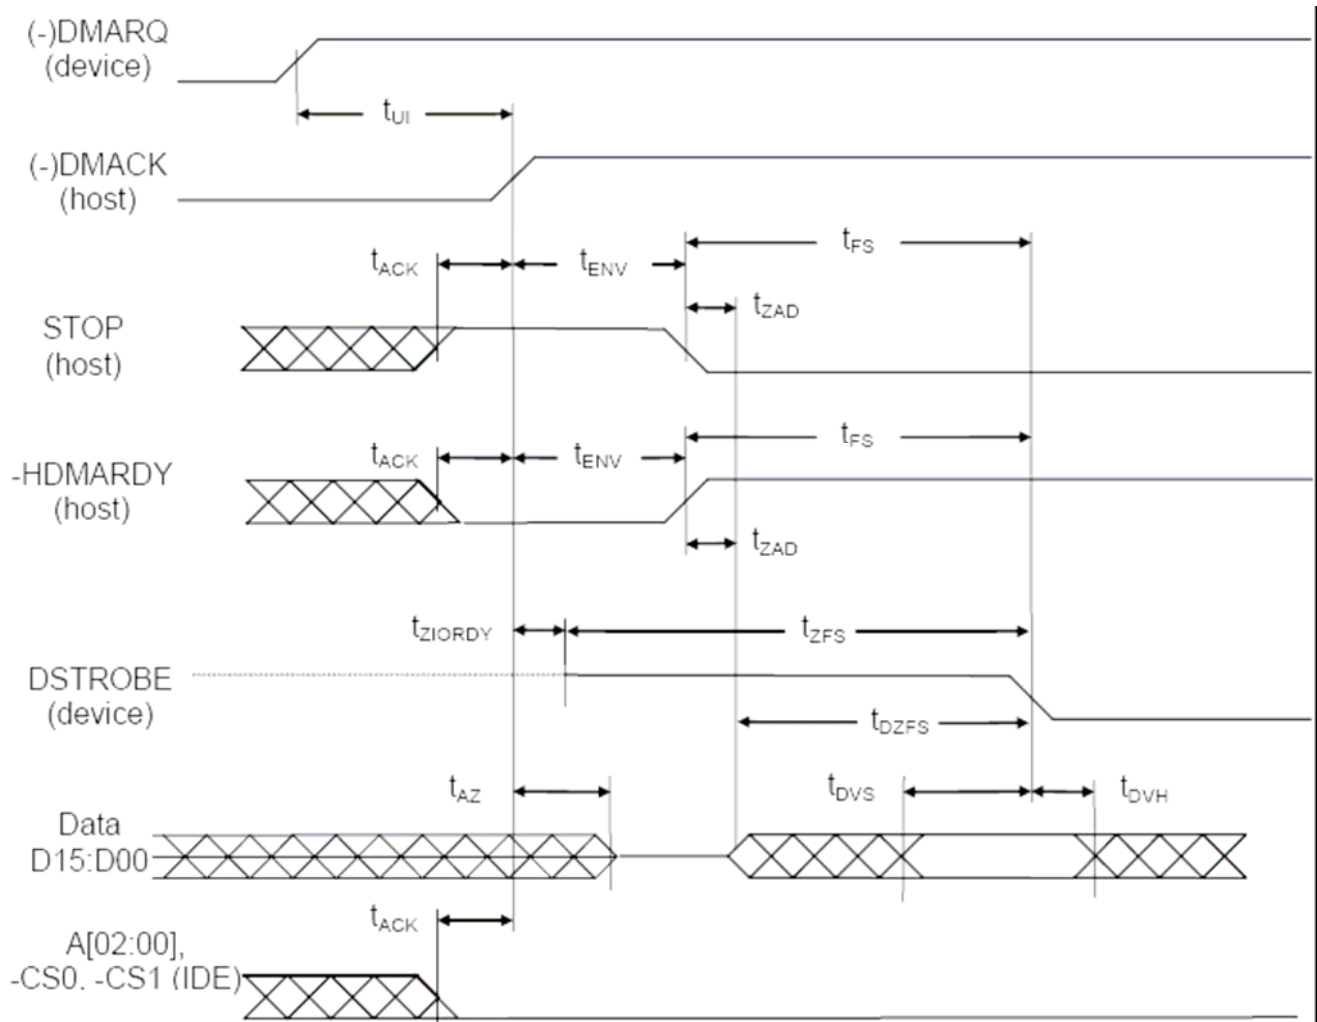 (-)DMARQ
(device)
tUI
(-)DMACK
(host)
tFS
tACK tENV
tZAD
STOP
(host)
tFS
tACK tENV
-HDMARDY
(host)
tZAD
tZIORDY tZFS
DSTROBE
(device)
tDZFS
tAZ tDVS tDVH
Data
D15:D00
tACK
A[02:00],
-CS0. -CS1 (IDE)